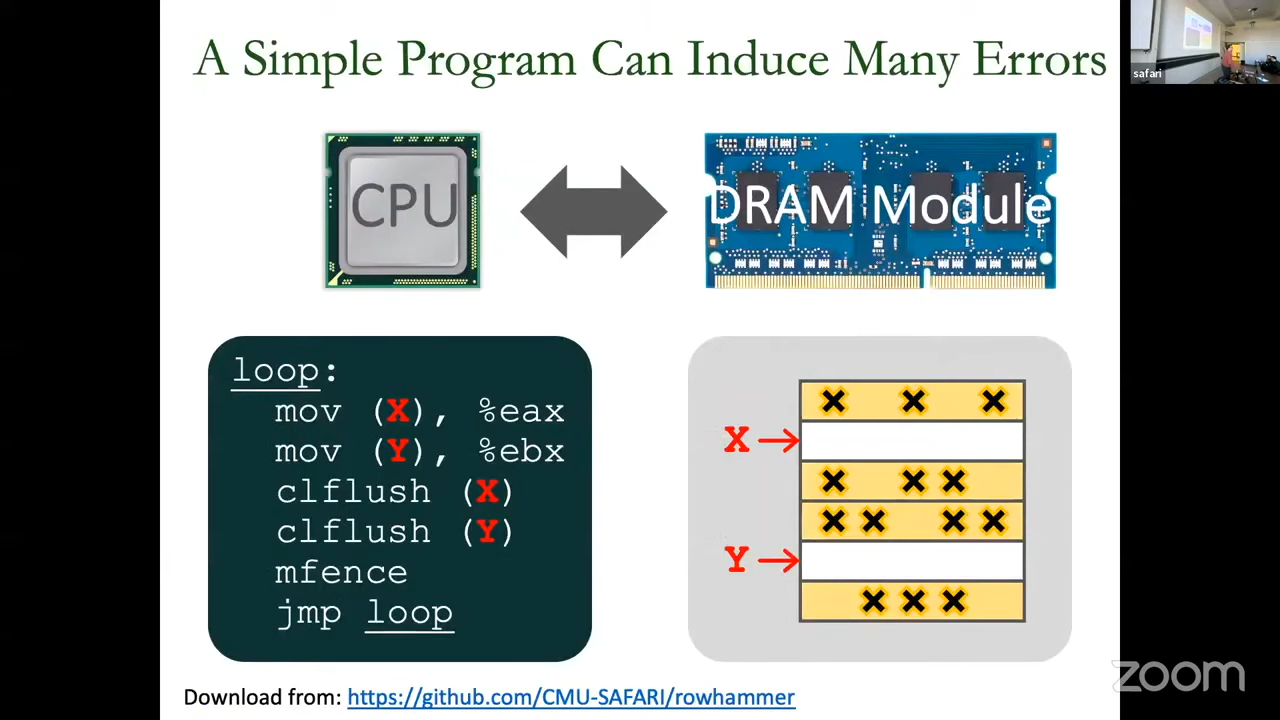 A Simple Program Can Induce Many Errors
safari
CPU
DRAM Module
loop:
mov (X), %eax
mov (Y), %ebx
clflush (X)
clflush (Y)
mfence
jmp loop
X
Y
Download from: https://github.com/CMU-SAFARI/rowhammer
zoom